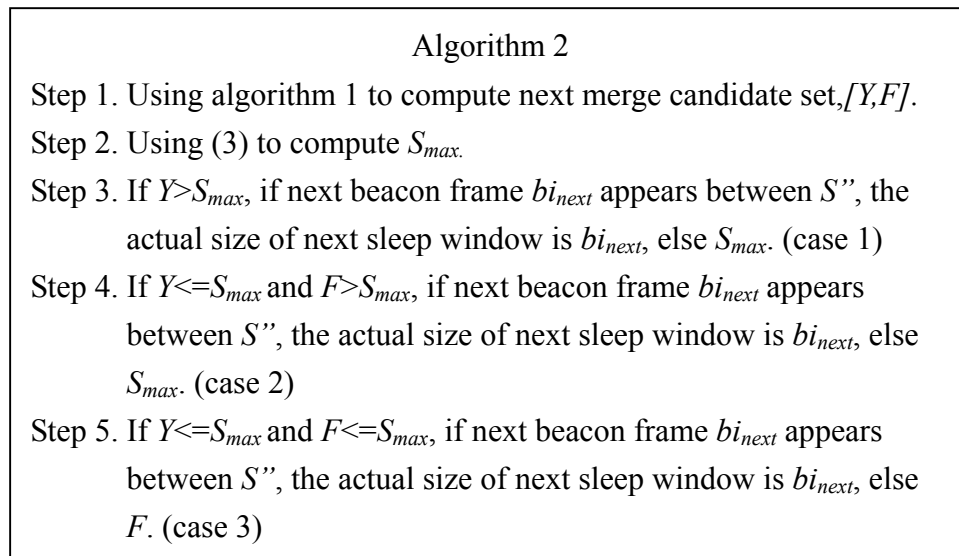 Algorithm 2
Step 1. Using algorithm 1 to compute next merge candidate set,[Y,F].
Step 2. Using (3) to compute Smax.
Step 3. If Y>Smax, if next beacon frame binext appears between S”, the
actual size of next sleep window is binext, else Smax. (case 1)
Step 4. If Y<=Smax and F>Smax, if next beacon frame binext appears
between S”, the actual size of next sleep window is binext, else
Smax. (case 2)
Step 5. If Y<=Smax and F<=Smax, if next beacon frame binext appears
between S”, the actual size of next sleep window is binext, else
F. (case 3)